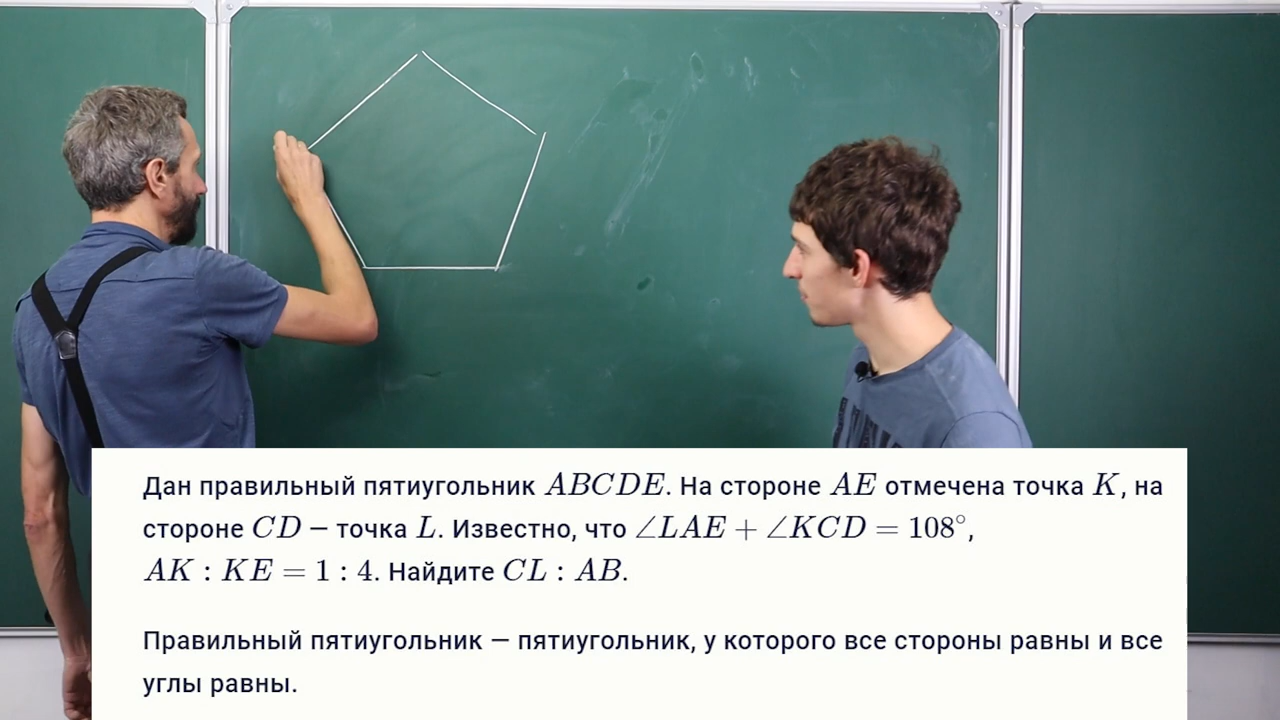 Дан правильный пятиугольник ABCDE. На стороне AE отмечена точка K, на
стороне CD — точка L. Известно, что ∠LAE + ∠KCD = 108°,
AK : KE = 1 : 4. Найдите CL : AB.
Правильный пятиугольник — пятиугольник, у которого все стороны равны и все
углы равны.